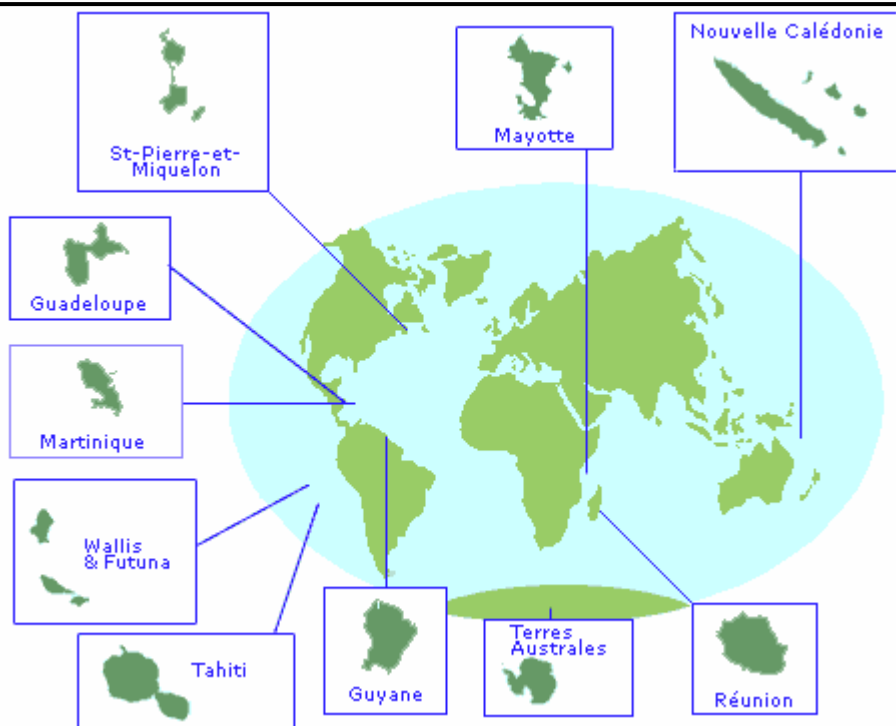 St-Pierre-et-
Miquelon
Mayotte
Nouvelle Calédonie
Guadeloupe
Martinique
Wallis
& Futuna
Tahiti
Guyane
Terres
Australes
Réunion